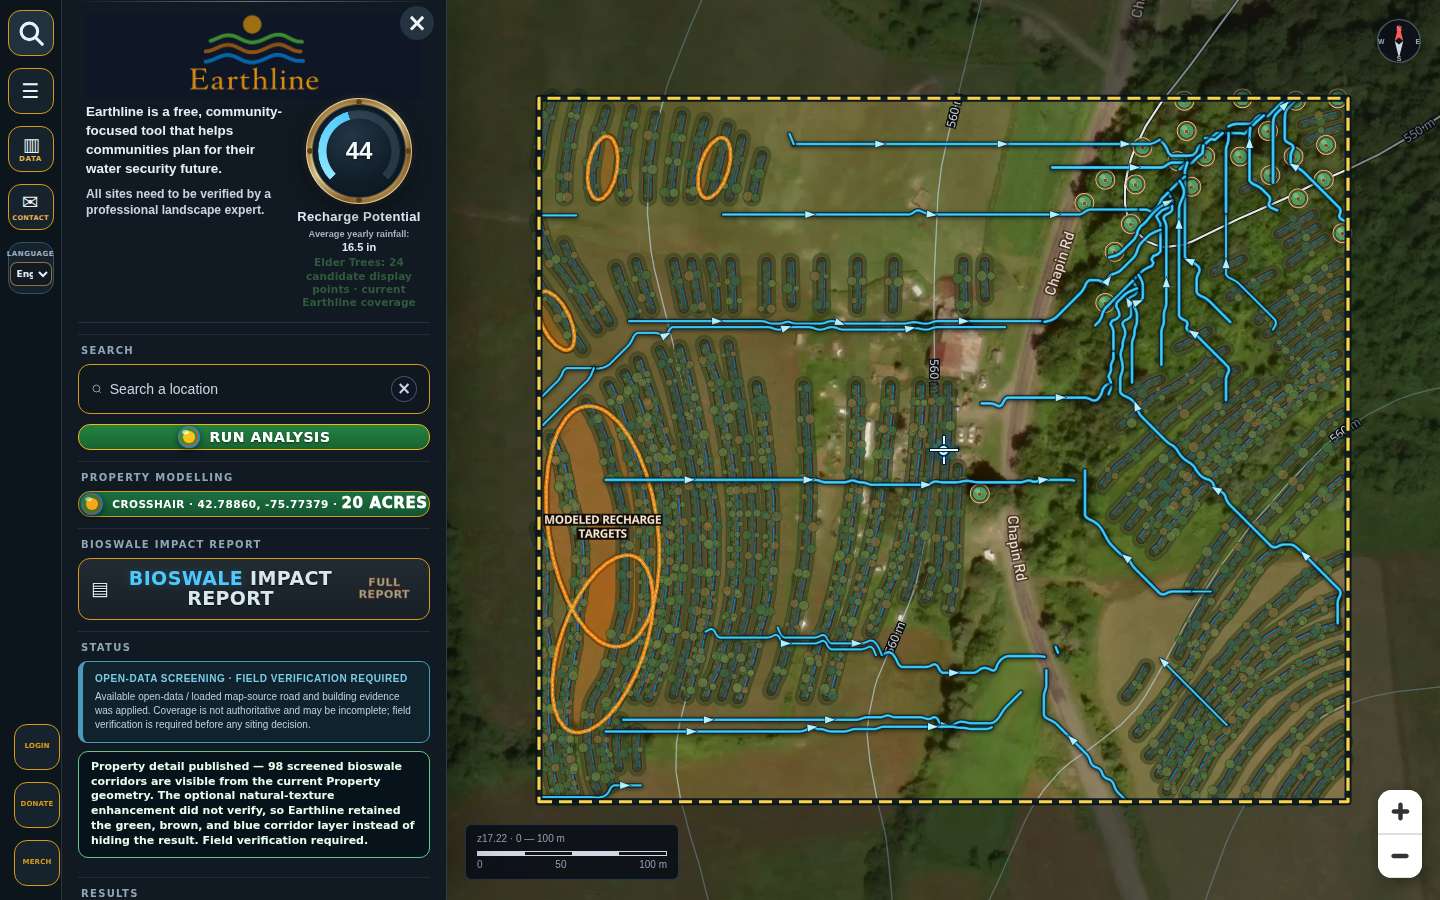 Earthline
Earthline is a free, community-
focused tool that helps
communities plan for their
water security future.
All sites need to be verified by a
professional landscape expert.
44
Recharge Potential
Average yearly rainfall:
16.5 in
Elder Trees: 24
candidate display
points · current
Earthline coverage
DATA
CONTACT
LANGUAGE
Eng
SEARCH
Search a location
RUN ANALYSIS
PROPERTY MODELLING
CROSSHAIR · 42.78860, -75.77379 · 20 ACRES
BIOSWALE IMPACT REPORT
BIOSWALE IMPACT
REPORT
FULL
REPORT
STATUS
OPEN-DATA SCREENING · FIELD VERIFICATION REQUIRED
Available open-data / loaded map-source road and building evidence
was applied. Coverage is not authoritative and may be incomplete; field
verification is required before any siting decision.
Property detail published — 98 screened bioswale
corridors are visible from the current Property
geometry. The optional natural-texture
enhancement did not verify, so Earthline retained
the green, brown, and blue corridor layer instead of
hiding the result. Field verification required.
RESULTS
LOGIN
DONATE
MERCH
560
550 m
Chapin Rd
560
560 m
MODELED RECHARGE
TARGETS
Chapin Rd
60 m
W
E
S
z17.22 · 0 — 100 m
0 50 100 m